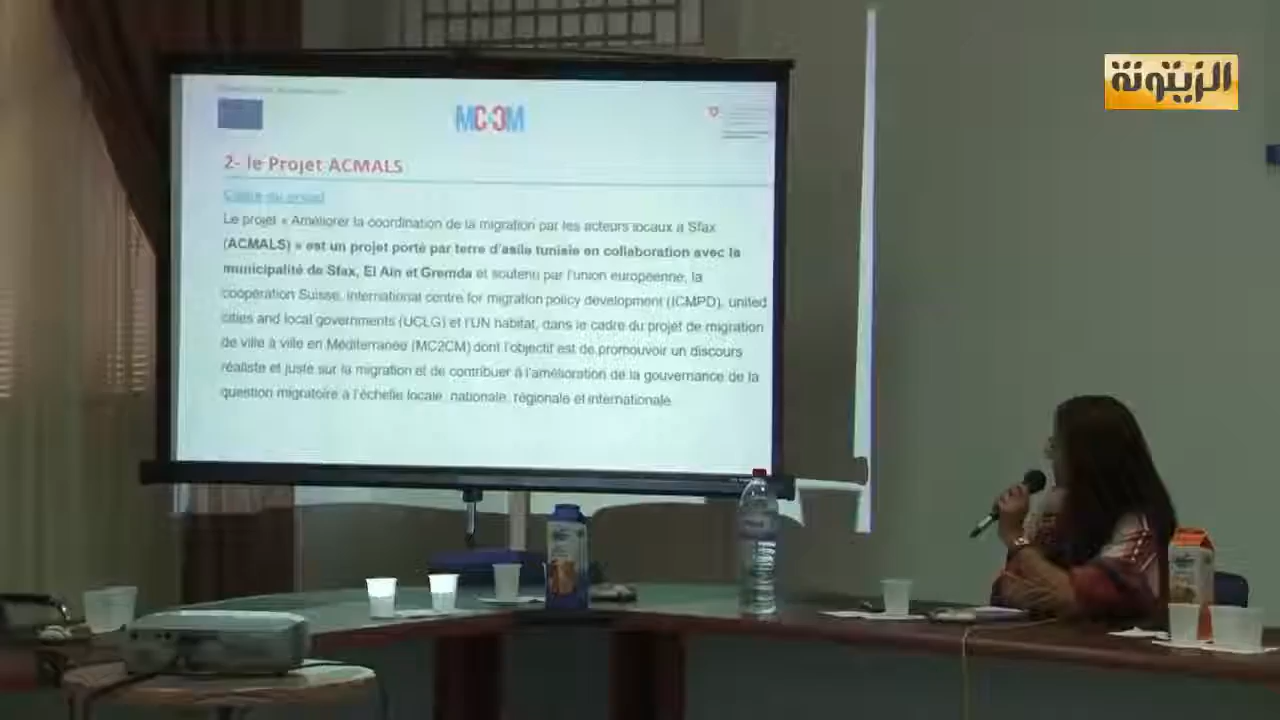 الزيتونة
MC2CM
2- le Projet ACMALS
Cadre du projet
Le projet « Améliorer la coordination de la migration par les acteurs locaux à Sfax
(ACMALS) » est un projet porté par terre d'asile tunisie en collaboration avec la
municipalité de Sfax, El Ain et Gremda et soutenu par l'union européenne, la
coopération Suisse, international centre for migration policy development (ICMPD), united
cities and local governments (UCLG) et l'UN habitat, dans le cadre du projet de migration
de ville à ville en Méditerranée (MC2CM) dont l'objectif est de promouvoir un discours
réaliste et juste sur la migration et de contribuer à l'amélioration de la gouvernance de la
question migratoire à l'échelle locale, nationale, régionale et internationale